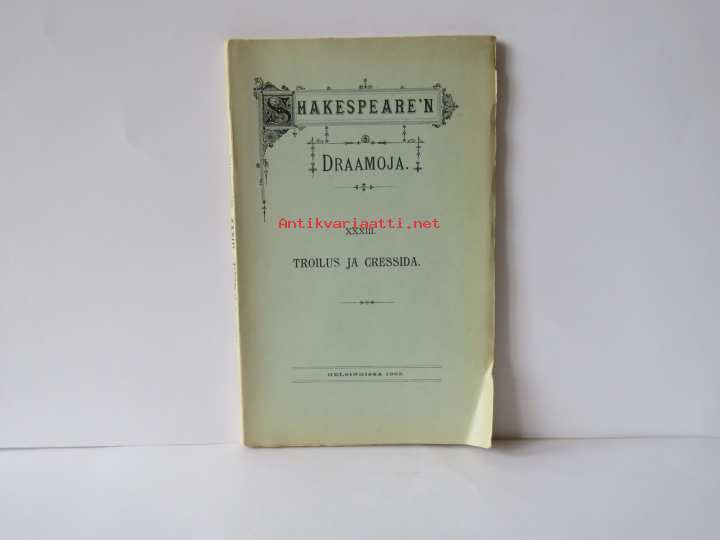 SHAKESPEARE'N
DRAAMOJA.
Antikvariaatti.net
XXXIII.
TROILUS JA CRESSIDA.
HELSINGISSÄ